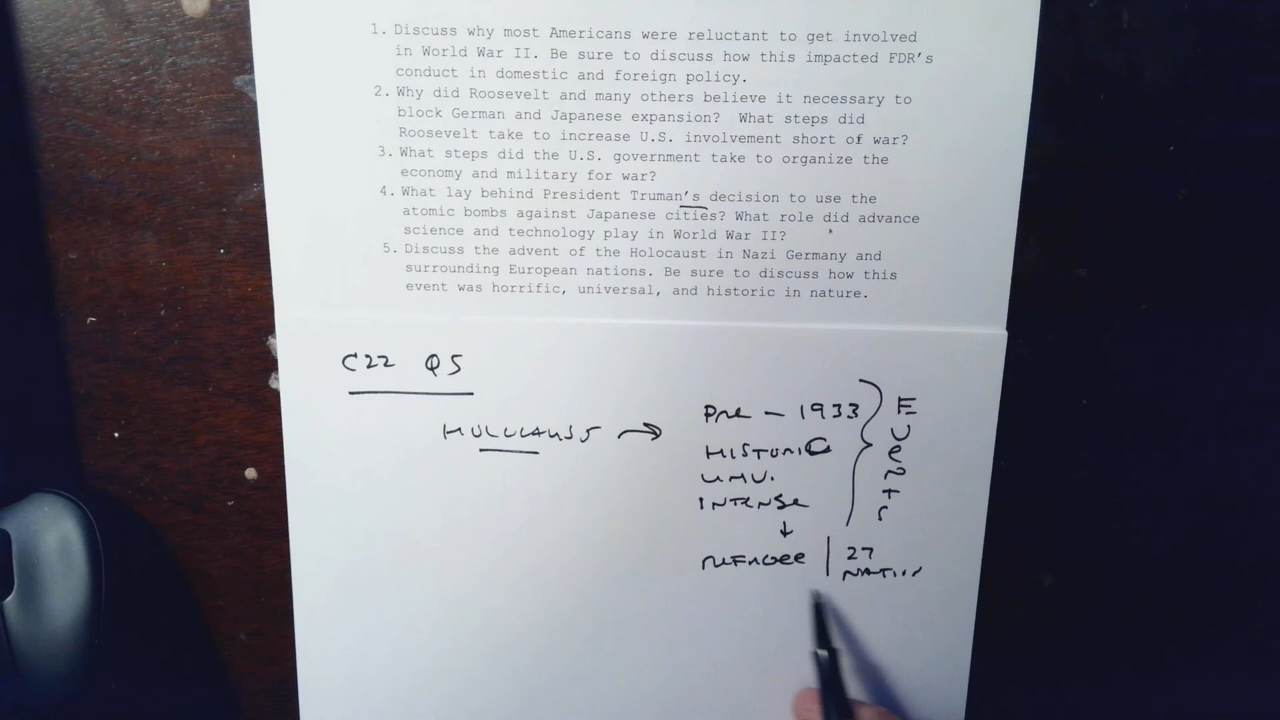 1. Discuss why most Americans were reluctant to get involved
in World War II. Be sure to discuss how this impacted FDR's
conduct in domestic and foreign policy.
2. Why did Roosevelt and many others believe it necessary to
block German and Japanese expansion? What steps did
Roosevelt take to increase U.S. involvement short of war?
3. What steps did the U.S. government take to organize the
economy and military for war?
4. What lay behind President Truman's decision to use the
atomic bombs against Japanese cities? What role did advance
science and technology play in World War II?
5. Discuss the advent of the Holocaust in Nazi Germany and
surrounding European nations. Be sure to discuss how this
event was horrific, universal, and historic in nature.
C22 Q5
Pre - 1933
HISTORIC
UNIV.
INTENSE
Events
REFUGEE
27
NATION